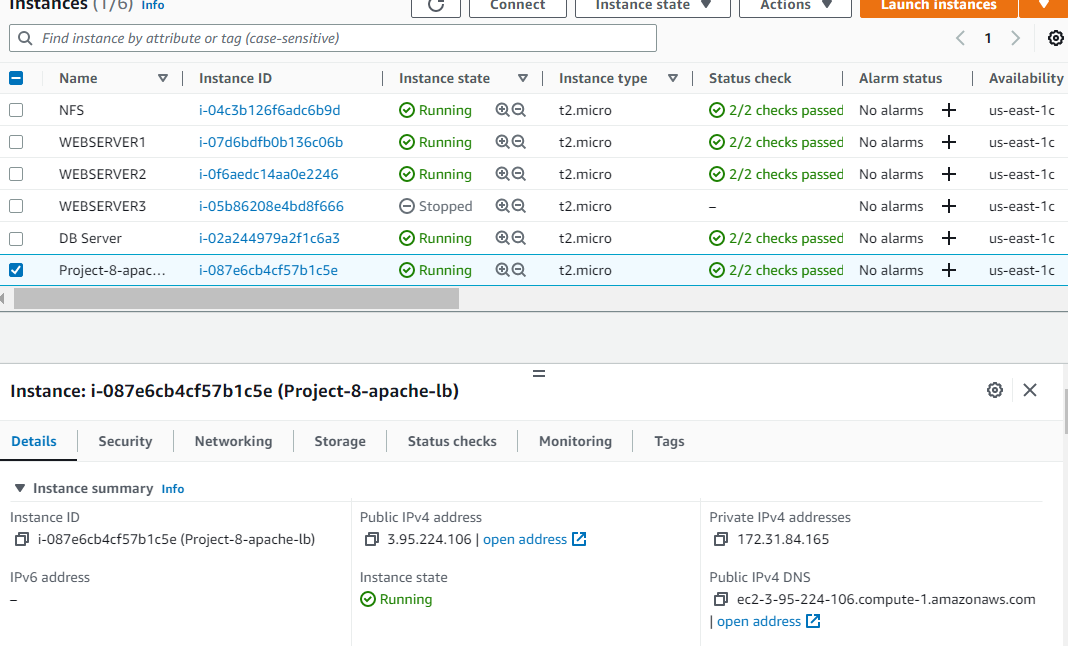 Instances (1/6) Info
Connect
Instance state
Actions
Launch instances
Find instance by attribute or tag (case-sensitive)
1
Name Instance ID Instance state Instance type Status check Alarm status Availability
NFS i-04c3b126f6adc6b9d Running t2.micro 2/2 checks passed No alarms us-east-1c
WEBSERVER1 i-07d6bdfb0b136c06b Running t2.micro 2/2 checks passed No alarms us-east-1c
WEBSERVER2 i-0f6aedc14aa0e2246 Running t2.micro 2/2 checks passed No alarms us-east-1c
WEBSERVER3 i-05b86208e4bd8f666 Stopped t2.micro – No alarms us-east-1c
DB Server i-02a244979a2f1c6a3 Running t2.micro 2/2 checks passed No alarms us-east-1c
Project-8-apac... i-087e6cb4cf57b1c5e Running t2.micro 2/2 checks passed No alarms us-east-1c
Instance: i-087e6cb4cf57b1c5e (Project-8-apache-lb)
Details Security Networking Storage Status checks Monitoring Tags
Instance summary Info
Instance ID
i-087e6cb4cf57b1c5e (Project-8-apache-lb)
Public IPv4 address
3.95.224.106 | open address
Private IPv4 addresses
172.31.84.165
IPv6 address
–
Instance state
Running
Public IPv4 DNS
ec2-3-95-224-106.compute-1.amazonaws.com
| open address